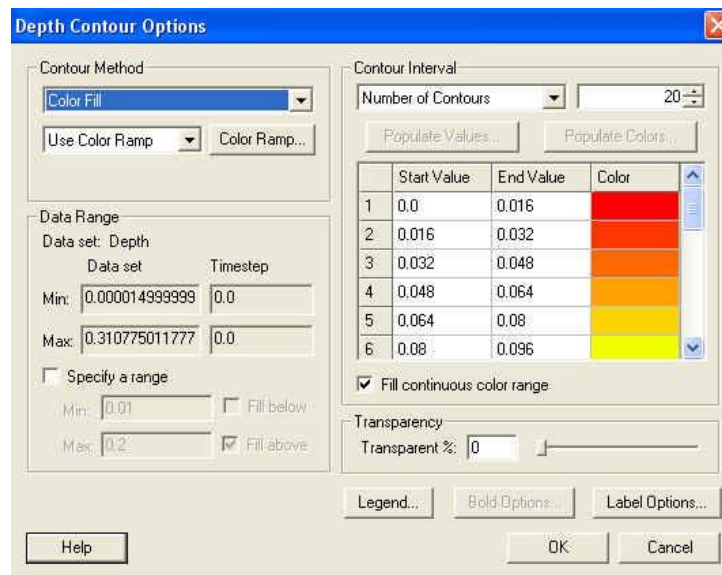 Depth Contour Options
Contour Method
Color Fill
Use Color Ramp
Color Ramp...
Data Range
Data set: Depth
Data set Timestep
Min: 0.000014999999 0.0
Max: 0.310775011777 0.0
Specify a range
Min: 0.01 Fill below
Max: 0.2 Fill above
Contour Interval
Number of Contours 20
Populate Values... Populate Colors...
Start Value End Value Color
1 0.0 0.016
2 0.016 0.032
3 0.032 0.048
4 0.048 0.064
5 0.064 0.08
6 0.08 0.096
Fill continuous color range
Transparency
Transparent %: 0
Legend... Bold Options... Label Options...
Help OK Cancel